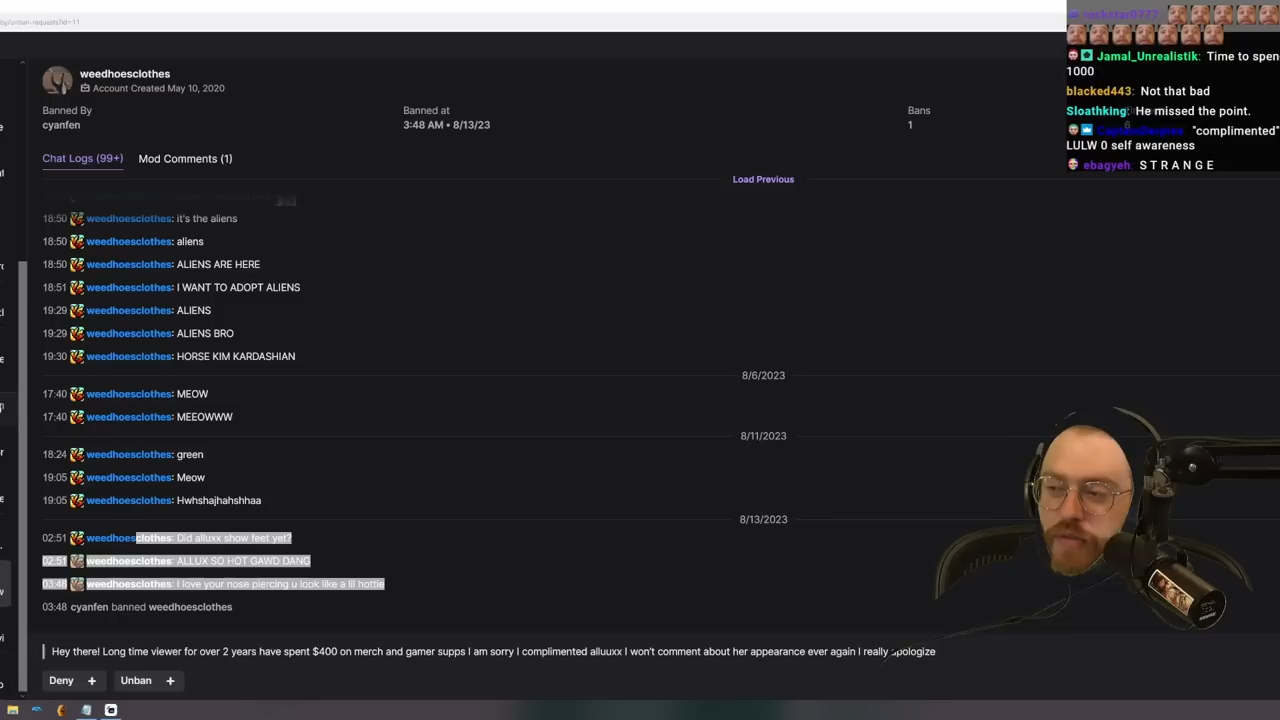 by/unban-requests?id=11
weedhoesclothes
Account Created May 10, 2020
Banned By
cyanfen
Banned at
3:48 AM • 8/13/23
Bans
1
Chat Logs (99+)
Mod Comments (1)
Load Previous
18:50 weedhoesclothes: it's the aliens
18:50 weedhoesclothes: aliens
18:50 weedhoesclothes: ALIENS ARE HERE
18:51 weedhoesclothes: I WANT TO ADOPT ALIENS
19:29 weedhoesclothes: ALIENS
19:29 weedhoesclothes: ALIENS BRO
19:30 weedhoesclothes: HORSE KIM KARDASHIAN
8/6/2023
17:40 weedhoesclothes: MEOW
17:40 weedhoesclothes: MEEOWWW
8/11/2023
18:24 weedhoesclothes: green
19:05 weedhoesclothes: Meow
19:05 weedhoesclothes: Hwhshajhahshhaa
8/13/2023
02:51 weedhoesclothes: Did alluxx show feet yet?
02:51 weedhoesclothes: ALLUX SO HOT GAWD DANG
03:48 weedhoesclothes: I love your nose piercing u look like a lil hottie
03:48 cyanfen banned weedhoesclothes
Hey there! Long time viewer for over 2 years have spent $400 on merch and gamer supps I am sorry I complimented alluuxx I won't comment about her appearance ever again I really apologize
Deny +
Unban +
rockstar0777
Jamal_Unrealistik: Time to spen
1000
blacked443: Not that bad
Sloathking: He missed the point.
6
"complimented"
LULW 0 self awareness
ebagyeh S T R A N G E